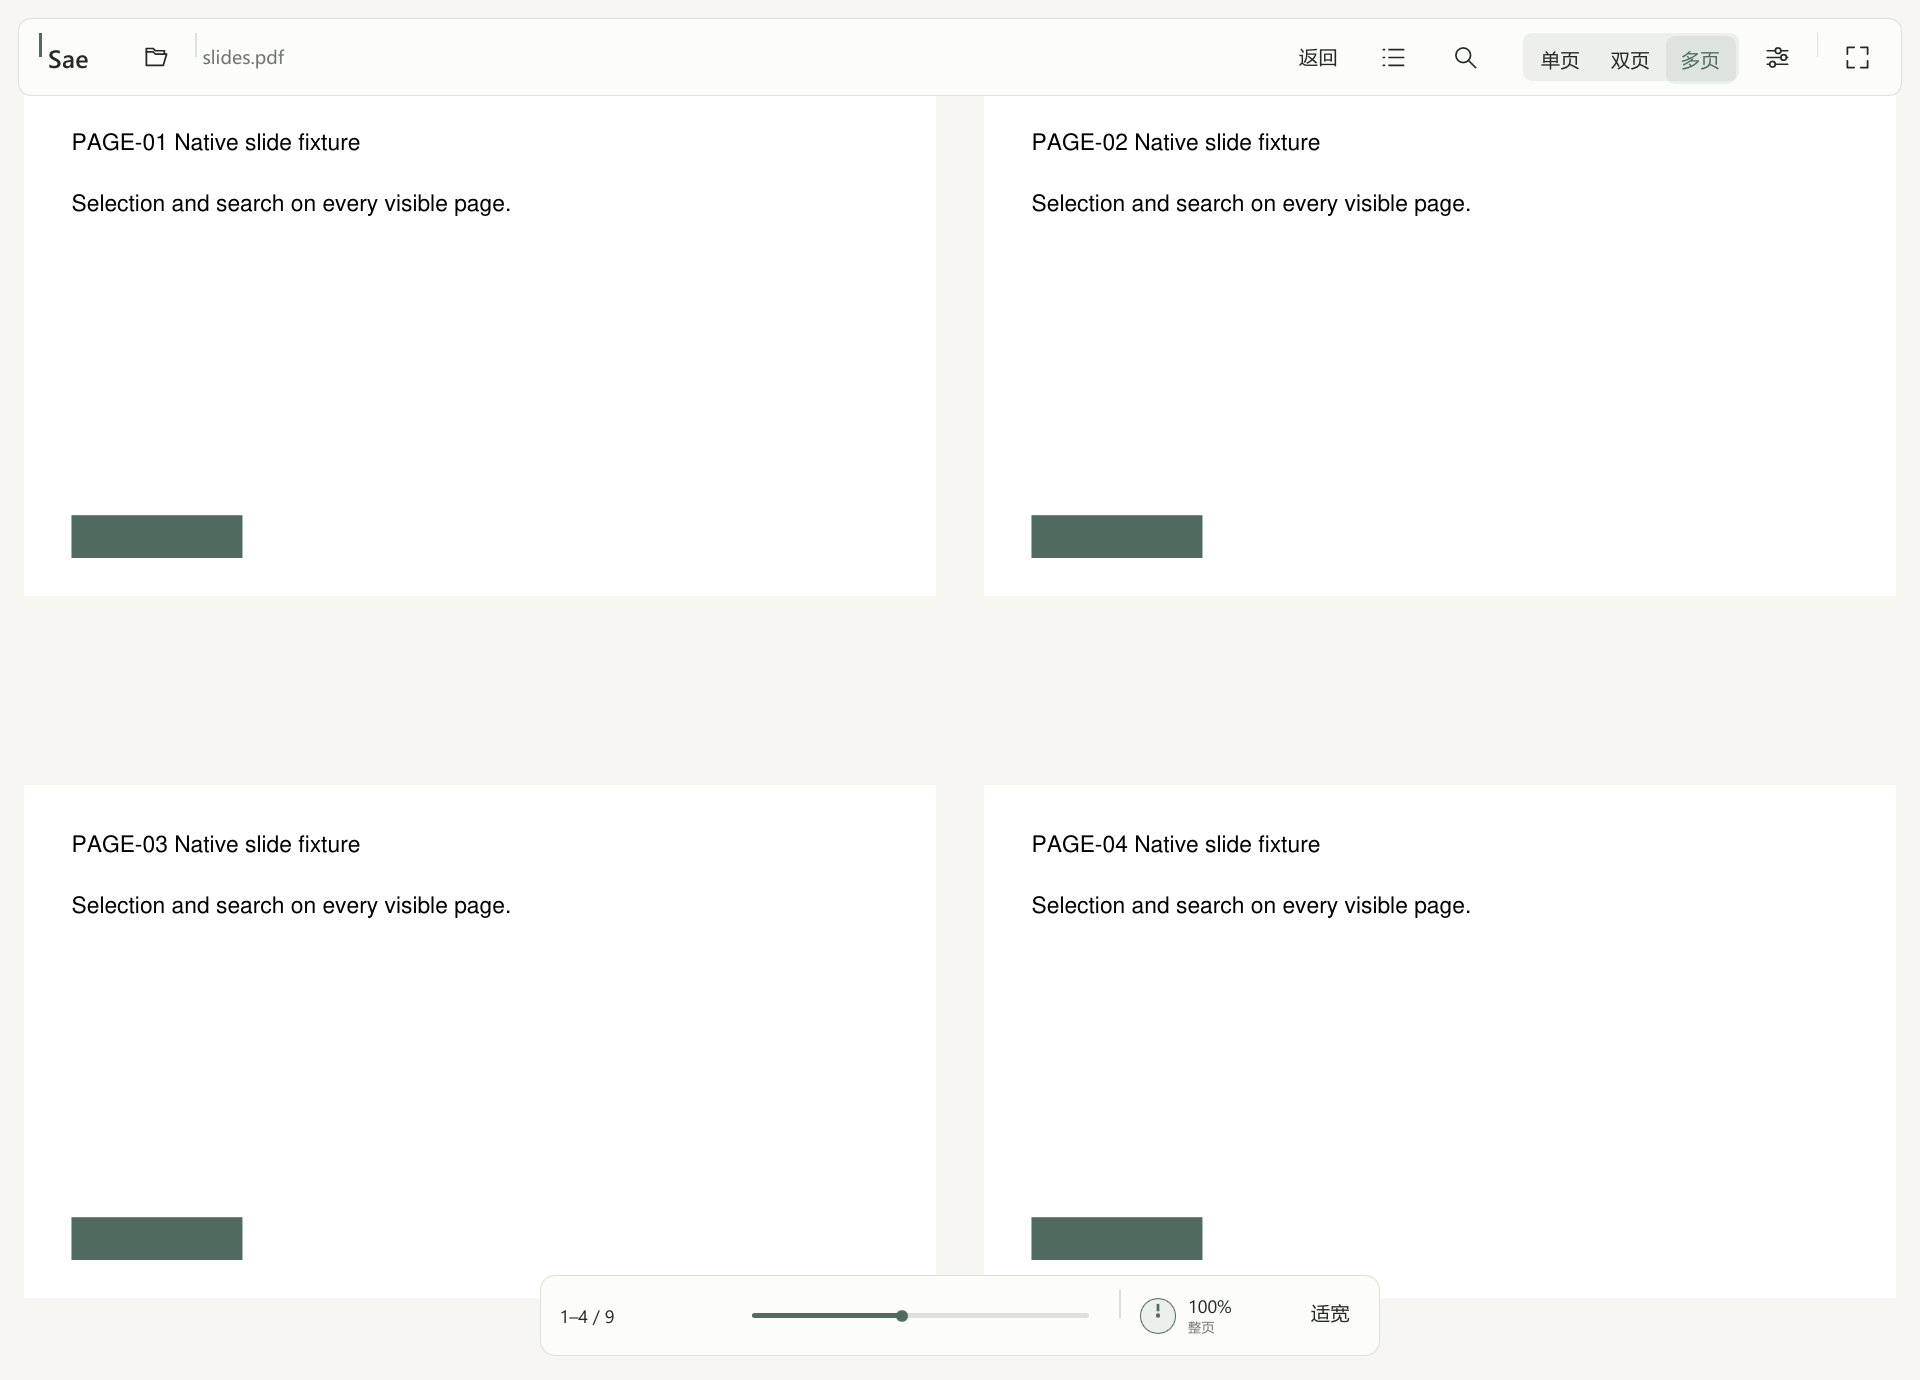 Sae
slides.pdf
返回
单页
双页
多页
PAGE-01 Native slide fixture
Selection and search on every visible page.
PAGE-02 Native slide fixture
Selection and search on every visible page.
PAGE-03 Native slide fixture
Selection and search on every visible page.
PAGE-04 Native slide fixture
Selection and search on every visible page.
1–4 / 9
100%
整页
适宽